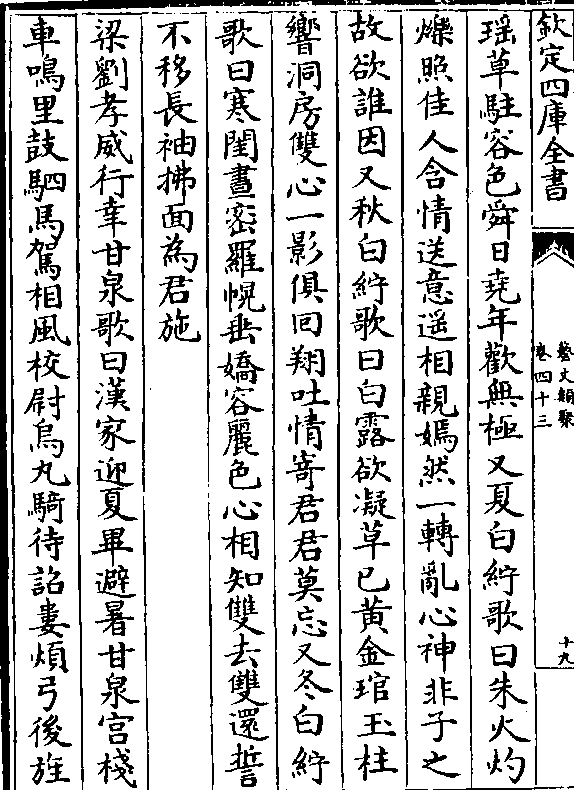 欽定四庫全書
藝文類聚
卷四十三
十九
瑶草駐容色舜日堯年歡無極又夏白紵歌曰朱火灼
爍照佳人含情送意遥相親嫣然一轉亂心神非子之
故欲誰因又秋白紵歌曰白露欲凝草已黄金琯玉柱
響洞房雙心一影俱回翔吐情寄君君莫忘又冬白紵
歌曰寒閨晝密羅幌垂嬌容麗色心相知雙去雙還誓
不移長袖拂面為君施
梁劉孝威行幸甘泉歌曰漢家迎夏畢避暑甘泉宫棧
車鳴里鼓駟馬駕相風校尉烏丸騎待詔婁煩弓後旌